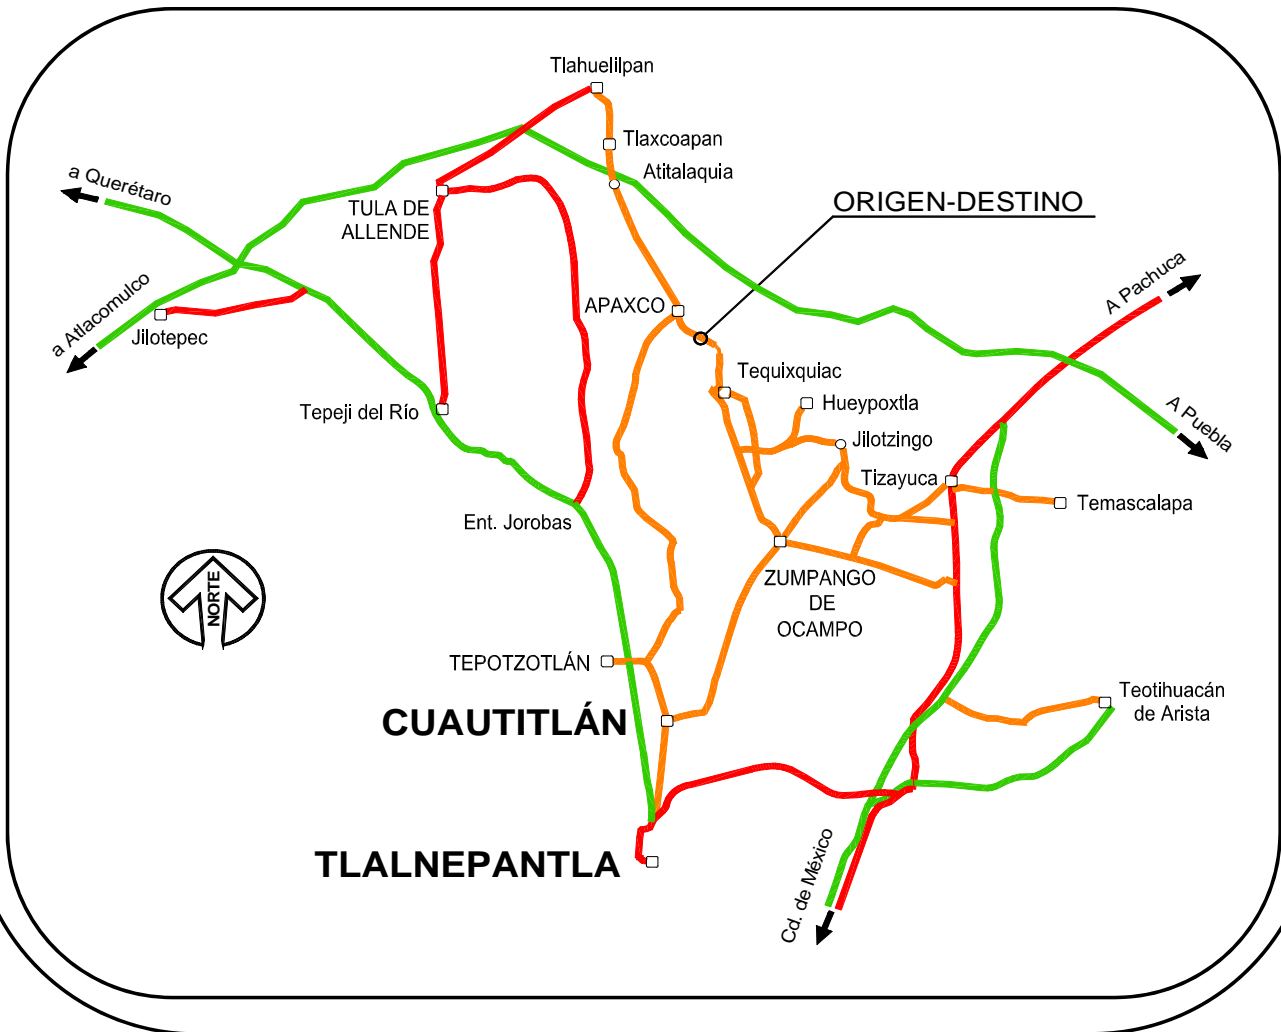 Tlahuelilpan
Tlaxcoapan
Atitalaquia
a Querétaro
ORIGEN-DESTINO
TULA DE
ALLENDE
A Pachuca
a Atlacomulco
APAXCO
Jilotepec
Tequixquiac
Tepeji del Río
Hueypoxtla
A Puebla
Jilotzingo
Tizayuca
Temascalapa
Ent. Jorobas
NORTE
ZUMPANGO
DE
OCAMPO
TEPOTZOTLÁN
Teotihuacán
de Arista
CUAUTITLÁN
TLALNEPANTLA
Cd. de México